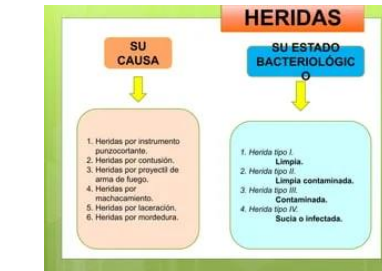 HERIDAS
SU
CAUSA
SU ESTADO
BACTERIOLÓGIC
O
1. Heridas por instrumento
punzocortante.
2. Heridas por contusión.
3. Heridas por proyectil de
arma de fuego.
4. Heridas por
machacamiento.
5. Heridas por laceración.
6. Heridas por mordedura.
1. Herida tipo I.
Limpia.
2. Herida tipo II.
Limpia contaminada.
3. Herida tipo III.
Contaminada.
4. Herida tipo IV.
Sucia o infectada.